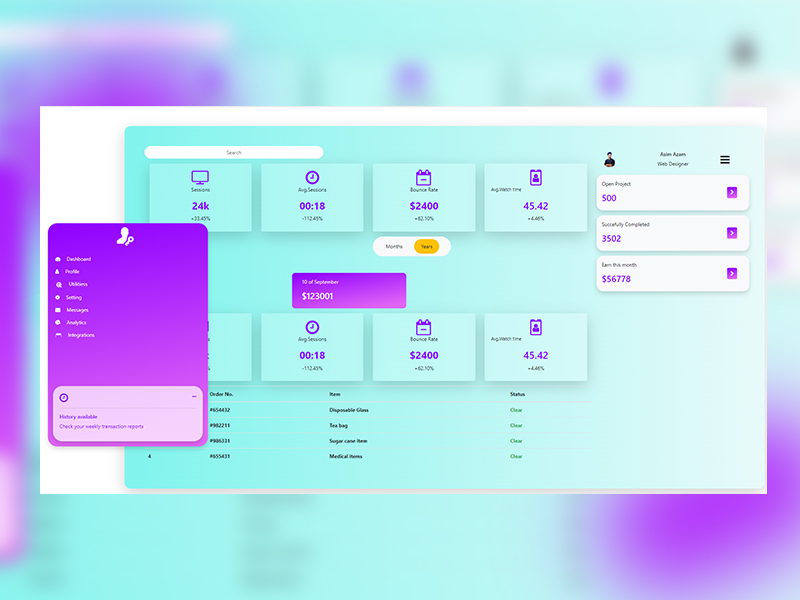 Search
Sessions
24k
+33.45%
Avg.Sessions
00:18
-112.45%
Bounce Rate
$2400
+62.10%
Avg.Watch time
45.42
+4.46%
Asim Azam
Web Designer
Open Project
500
Succefully Completed
3502
Earn this month
$56778
Months
Years
10 of September
$123001
Dashboard
Profile
Utilities
Setting
Messages
Analytics
Integrations
History available
Check your weekly transaction reports
Avg.Sessions
00:18
-112.45%
Bounce Rate
$2400
+62.10%
Avg.Watch time
45.42
+4.46%
Order No. Item Status
#654432 Disposable Glass Clear
#982211 Tea bag Clear
#986331 Sugar cane item Clear
4 #655431 Medical items Clear